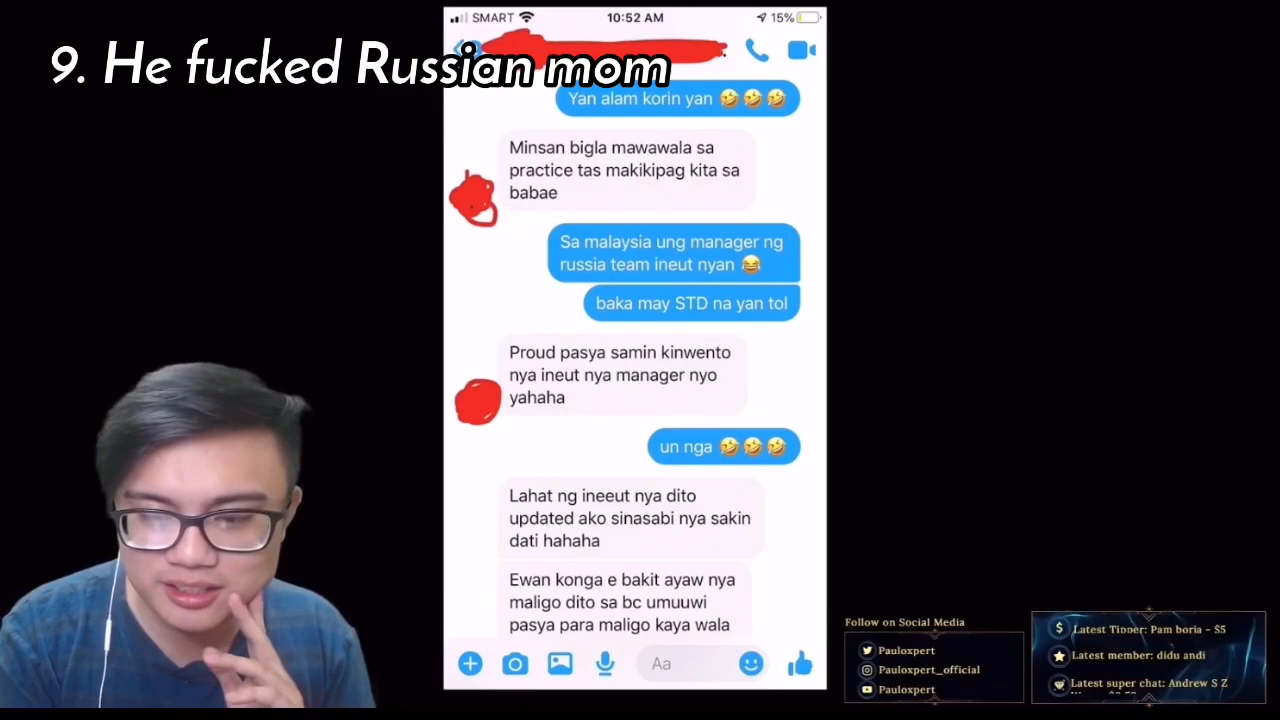 SMART
10:52 AM
15%
9. He fucked Russian mom
Yan alam korin yan 🤣🤣🤣
Minsan bigla mawawala sa
practice tas makikipag kita sa
babae
Sa malaysia ung manager ng
russia team ineut nyan 😂
baka may STD na yan tol
Proud pasya samin kinwento
nya ineut nya manager nyo
yahaha
un nga 🤣🤣🤣
Lahat ng ineeut nya dito
updated ako sinasabi nya sakin
dati hahaha
Ewan konga e bakit ayaw nya
maligo dito sa bc umuuwi
pasya para maligo kaya wala
Aa
Follow on Social Media
Pauloxpert
Pauloxpert_official
Pauloxpert
Latest Tipper: Pam boria - $5
Latest member: didu andi
Latest super chat: Andrew S Z